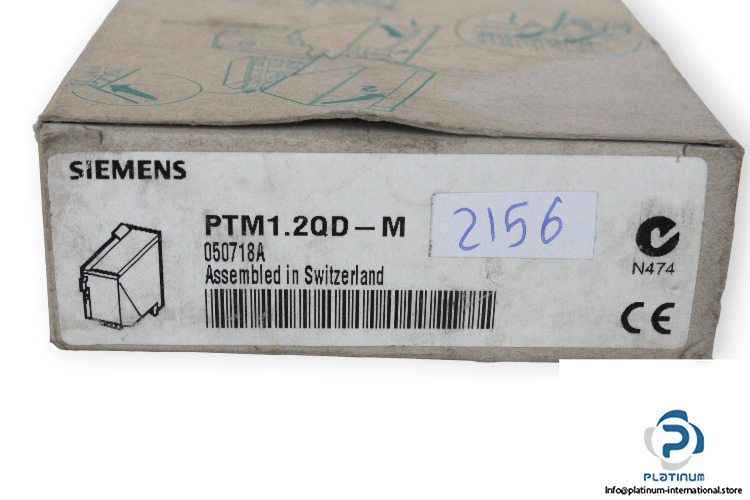 SIEMENS
PTM1.2QD-M
2156
050718A
Assembled in Switzerland
N474
CE
PLATINUM
Info@platinum-international.store